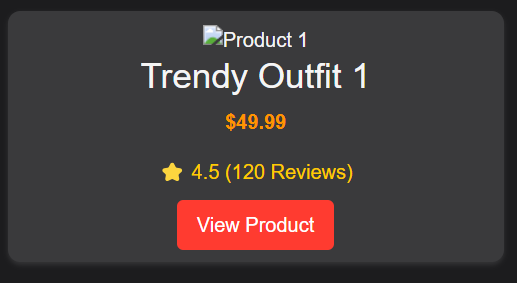 Product 1
Trendy Outfit 1
$49.99
4.5 (120 Reviews)
View Product